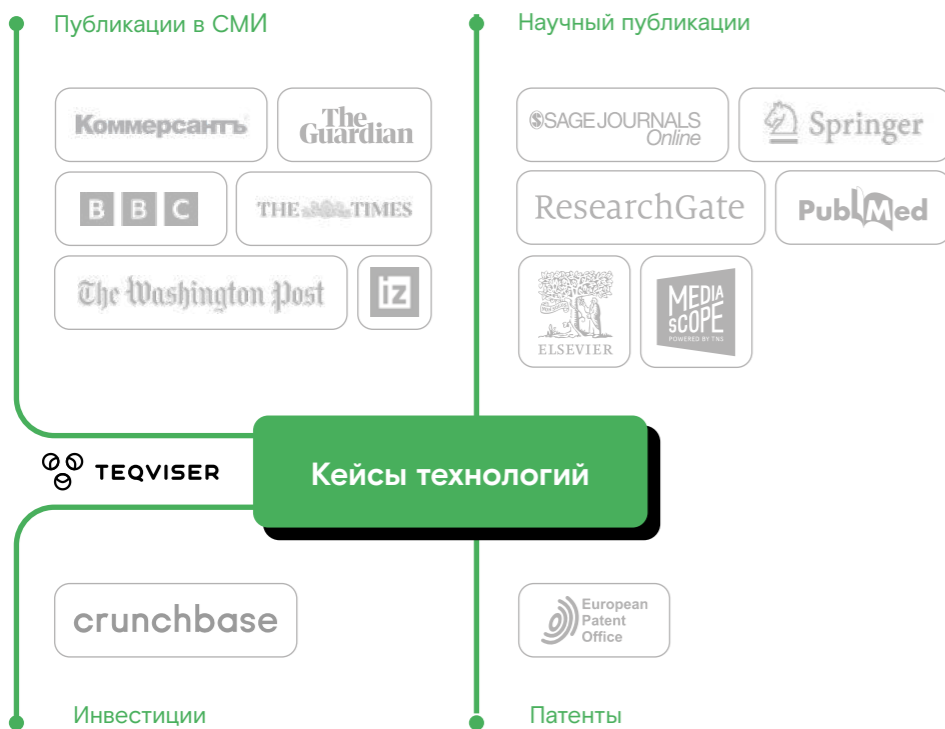 Публикации в СМИ
Научный публикации
Коммерсантъ
The
Guardian
SAGE JOURNALS
Online
Springer
BBC
THE TIMES
ResearchGate
PubMed
The Washington Post
iz
ELSEVIER
MEDIA
SCOPE
POWERED BY TNS
TEQVISER
Кейсы технологий
crunchbase
European
Patent
Office
Инвестиции
Патенты